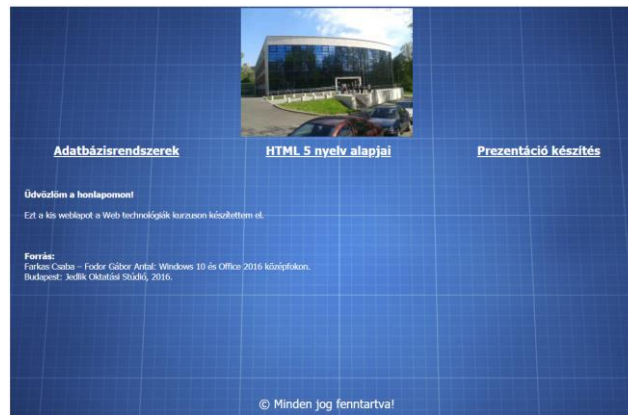 Adatbázisrendszerek
HTML 5 nyelv alapjai
Prezentáció készítés
Üdvözlöm a honlapomon!
Ezt a kis weblapot a Web technológiák kurzuson készítettem el.
Forrás:
Farkas Csaba – Fodor Gábor Antal: Windows 10 és Office 2016 középfokon.
Budapest: Jedlik Oktatási Stúdió, 2016.
© Minden jog fenntartva!